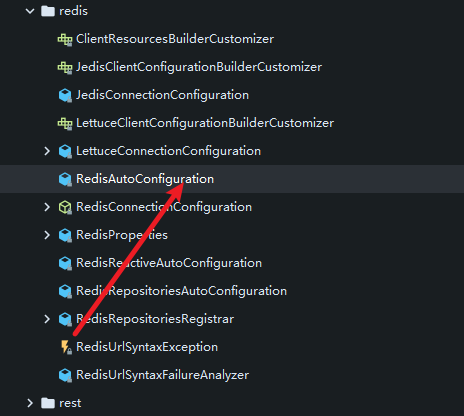 redis
ClientResourcesBuilderCustomizer
JedisClientConfigurationBuilderCustomizer
JedisConnectionConfiguration
LettuceClientConfigurationBuilderCustomizer
LettuceConnectionConfiguration
RedisAutoConfiguration
RedisConnectionConfiguration
RedisProperties
RedisReactiveAutoConfiguration
RedisRepositoriesAutoConfiguration
RedisRepositoriesRegistrar
RedisUrlSyntaxException
RedisUrlSyntaxFailureAnalyzer
rest